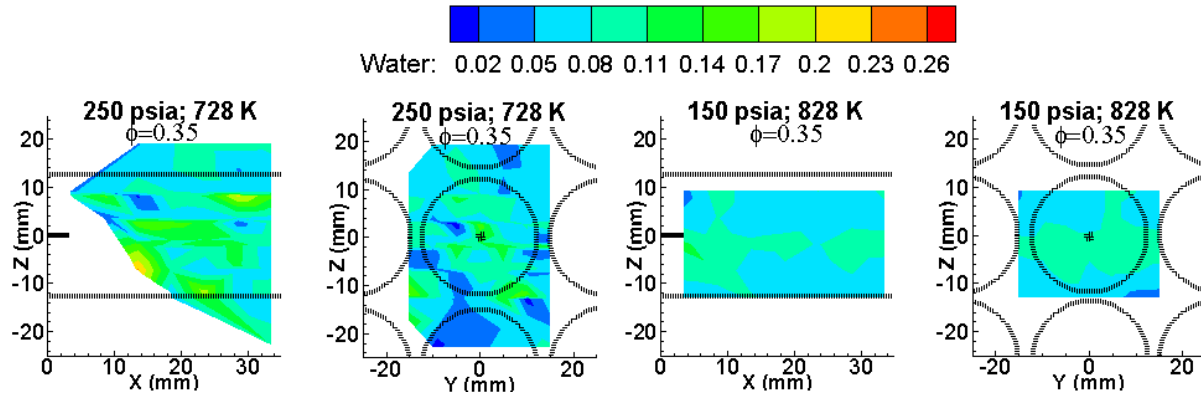 Water: 0.02 0.05 0.08 0.11 0.14 0.17 0.2 0.23 0.26
250 psia; 728 K
ϕ=0.35
20
10
0
-10
-20
Z (mm)
0 10 20 30
X (mm)
250 psia; 728 K
ϕ=0.35
20
10
0
-10
-20
Z (mm)
-20 0 20
Y (mm)
150 psia; 828 K
ϕ=0.35
20
10
0
-10
-20
Z (mm)
0 10 20 30
X (mm)
150 psia; 828 K
ϕ=0.35
20
10
0
-10
-20
Z (mm)
-20 0 20
Y (mm)